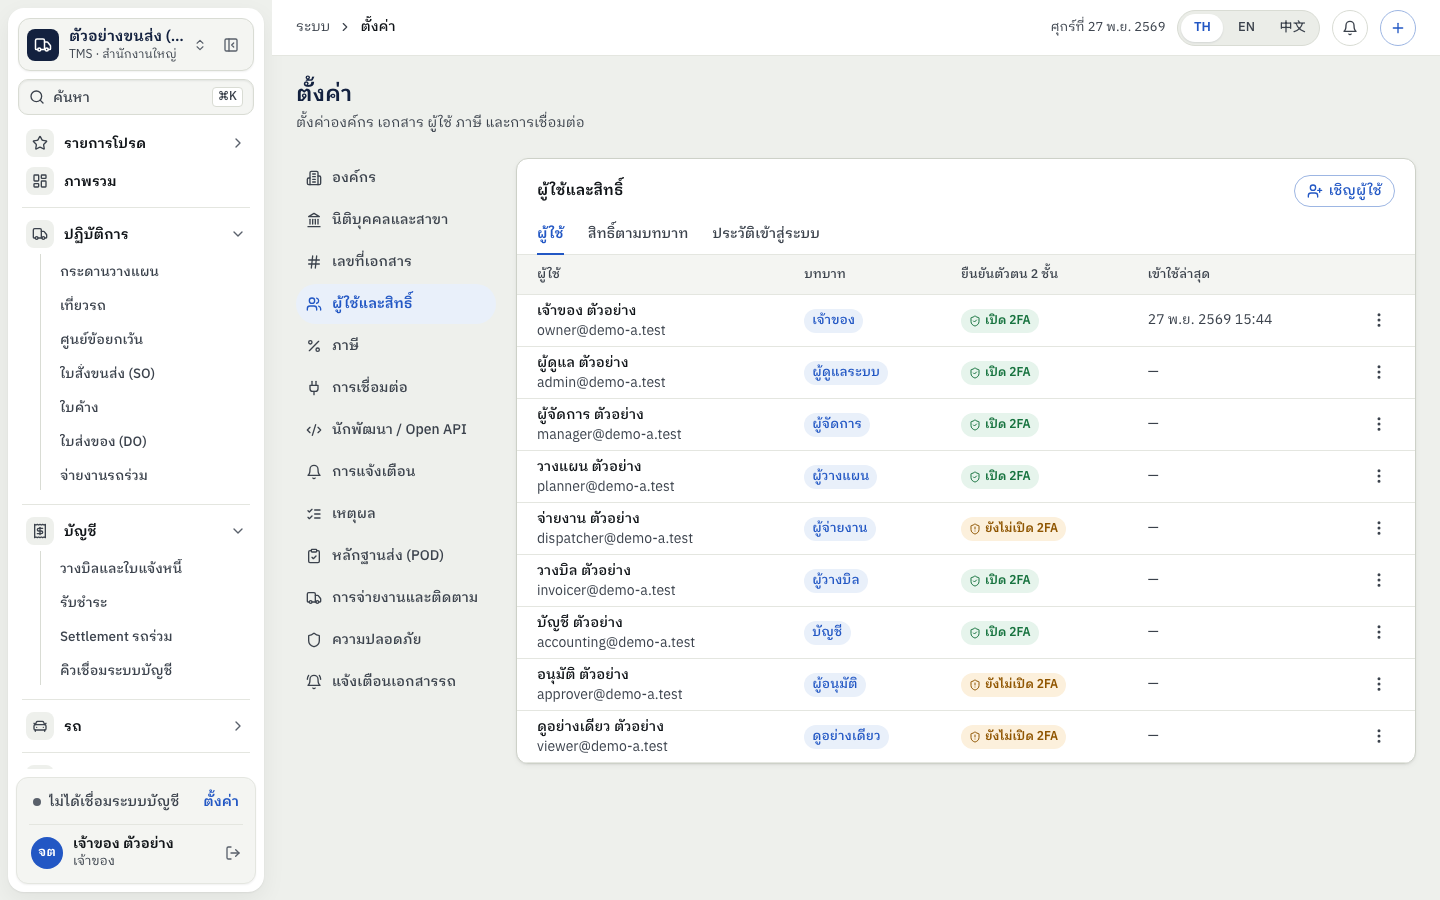 ตัวอย่างขนส่ง (...
TMS · สำนักงานใหญ่
ค้นหา
⌘K
รายการโปรด
ภาพรวม
ปฏิบัติการ
กระดานวางแผน
เที่ยวรถ
ศูนย์ข้อยกเว้น
ใบสั่งขนส่ง (SO)
ใบค้าง
ใบส่งของ (DO)
จ่ายงานรถร่วม
บัญชี
วางบิลและใบแจ้งหนี้
รับชำระ
Settlement รถร่วม
คิวเชื่อมระบบบัญชี
รถ
ไม่ได้เชื่อมระบบบัญชี ตั้งค่า
จต
เจ้าของ ตัวอย่าง
เจ้าของ
ระบบ > ตั้งค่า
ศุกร์ที่ 27 พ.ย. 2569
TH EN 中文
ตั้งค่า
ตั้งค่าองค์กร เอกสาร ผู้ใช้ ภาษี และการเชื่อมต่อ
องค์กร
นิติบุคคลและสาขา
เลขที่เอกสาร
ผู้ใช้และสิทธิ์
ภาษี
การเชื่อมต่อ
นักพัฒนา / Open API
การแจ้งเตือน
เหตุผล
หลักฐานส่ง (POD)
การจ่ายงานและติดตาม
ความปลอดภัย
แจ้งเตือนเอกสารรถ
ผู้ใช้และสิทธิ์
เชิญผู้ใช้
ผู้ใช้ สิทธิ์ตามบทบาท ประวัติเข้าสู่ระบบ
ผู้ใช้ บทบาท ยืนยันตัวตน 2 ชั้น เข้าใช้ล่าสุด
เจ้าของ ตัวอย่าง
owner@demo-a.test
เจ้าของ เปิด 2FA 27 พ.ย. 2569 15:44
ผู้ดูแล ตัวอย่าง
admin@demo-a.test
ผู้ดูแลระบบ เปิด 2FA —
ผู้จัดการ ตัวอย่าง
manager@demo-a.test
ผู้จัดการ เปิด 2FA —
วางแผน ตัวอย่าง
planner@demo-a.test
ผู้วางแผน เปิด 2FA —
จ่ายงาน ตัวอย่าง
dispatcher@demo-a.test
ผู้จ่ายงาน ยังไม่เปิด 2FA —
วางบิล ตัวอย่าง
invoicer@demo-a.test
ผู้วางบิล เปิด 2FA —
บัญชี ตัวอย่าง
accounting@demo-a.test
บัญชี เปิด 2FA —
อนุมัติ ตัวอย่าง
approver@demo-a.test
ผู้อนุมัติ ยังไม่เปิด 2FA —
ดูอย่างเดียว ตัวอย่าง
viewer@demo-a.test
ดูอย่างเดียว ยังไม่เปิด 2FA —